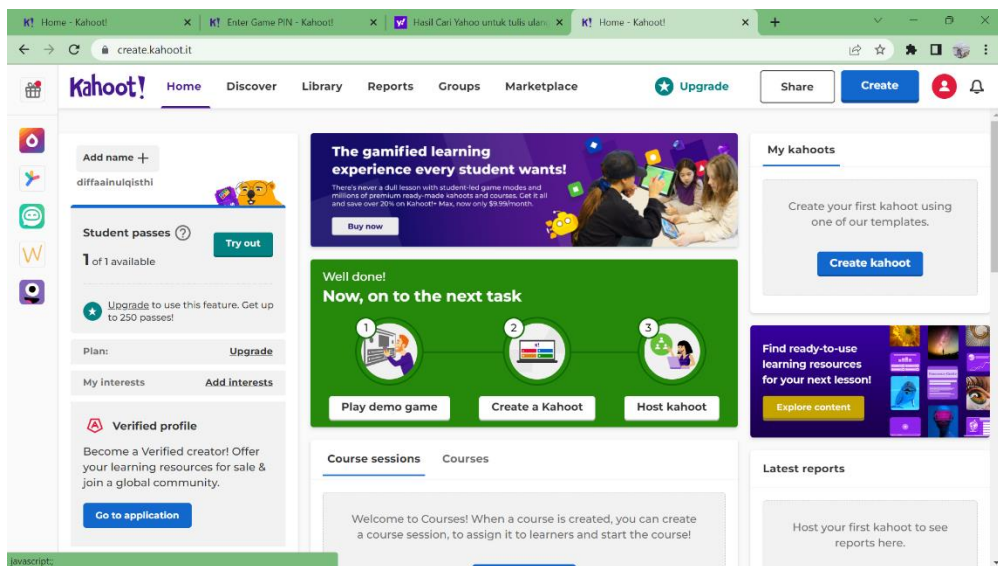 Home - Kahoot!
Enter Game PIN - Kahoot!
Hasil Cari Yahoo untuk tulis ulan
Home - Kahoot!
create.kahoot.it
Kahoot!
Home
Discover
Library
Reports
Groups
Marketplace
Upgrade
Share
Create
Add name +
diffaainulqisthi
Student passes ?
1 of 1 available
Try out
Upgrade to use this feature. Get up
to 250 passes!
Plan:
Upgrade
My interests
Add interests
Verified profile
Become a Verified creator! Offer
your learning resources for sale &
join a global community.
Go to application
The gamified learning
experience every student wants!
There's never a dull lesson with student-led game modes and
millions of premium ready-made kahoots and courses. Get it all
and save over 20% on Kahoot!+ Max, now only $9.99/month.
Buy now
Well done!
Now, on to the next task
1
2
3
Play demo game
Create a Kahoot
Host kahoot
Course sessions
Courses
Welcome to Courses! When a course is created, you can create
a course session, to assign it to learners and start the course!
My kahoots
Create your first kahoot using
one of our templates.
Create kahoot
Find ready-to-use
learning resources
for your next lesson!
Explore content
Latest reports
Host your first kahoot to see
reports here.
javascript:;